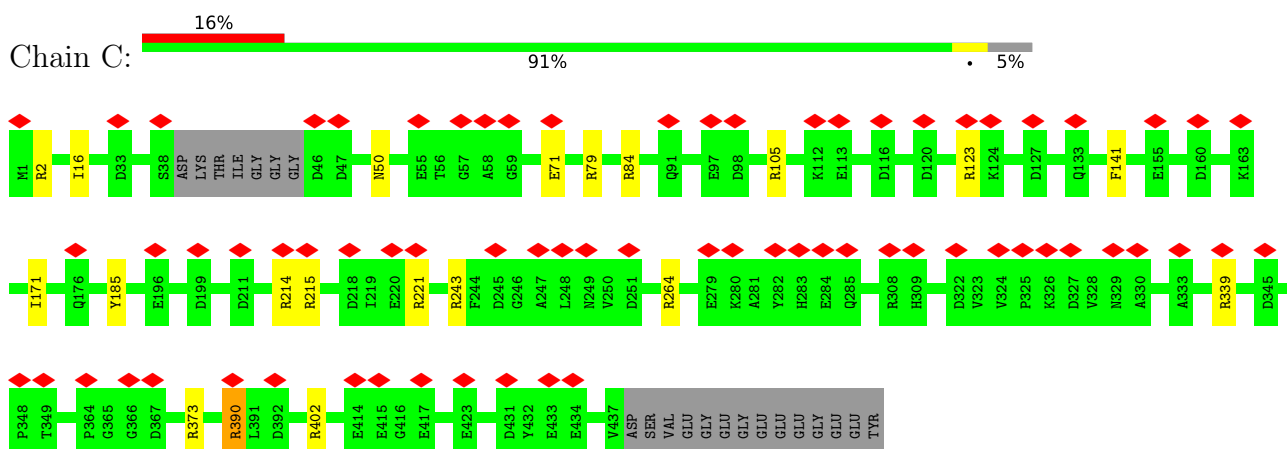 16%
Chain C:
91% • 5%
M1 R2 I16 D33 S38 ASP LYS THR ILE GLY GLY GLY D46 D47 N50 E55 T56 G57 A58 G59 E71 R79 R84 Q91 E97 D98 R105 K112 E113 D116 D120 R123 K124 D127 Q133 F141 E155 D160 K163
I171 Q176 Y185 E196 D199 D211 R214 R215 D218 I219 E220 R221 R243 F244 D245 G246 A247 L248 N249 V250 D251 R264 E279 K280 A281 Y282 H283 E284 Q285 R308 H309 D322 V323 V324 P325 K326 D327 V328 N329 A330 A333 R339 D345
P348 T349 P364 G365 G366 D367 R373 R390 L391 D392 R402 E414 E415 G416 E417 E423 D431 Y432 E433 E434 V437 ASP SER VAL GLU GLY GLU GLY GLU GLU GLU GLY GLU GLU TYR